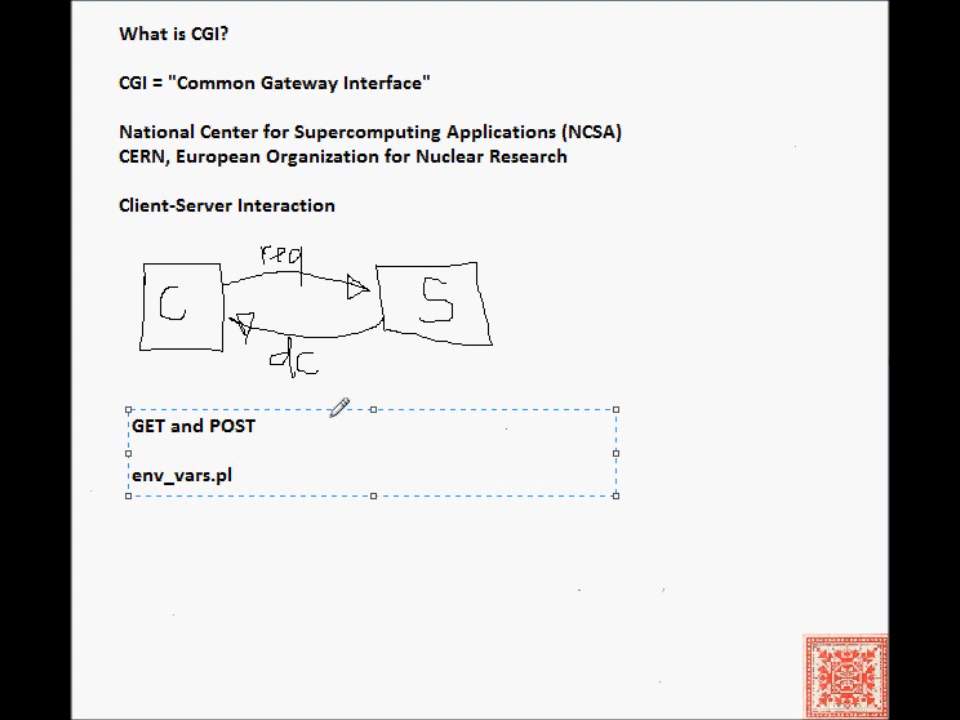 What is CGI?
CGI = "Common Gateway Interface"
National Center for Supercomputing Applications (NCSA)
CERN, European Organization for Nuclear Research
Client-Server Interaction
req
C
S
dc
GET and POST
env_vars.pl